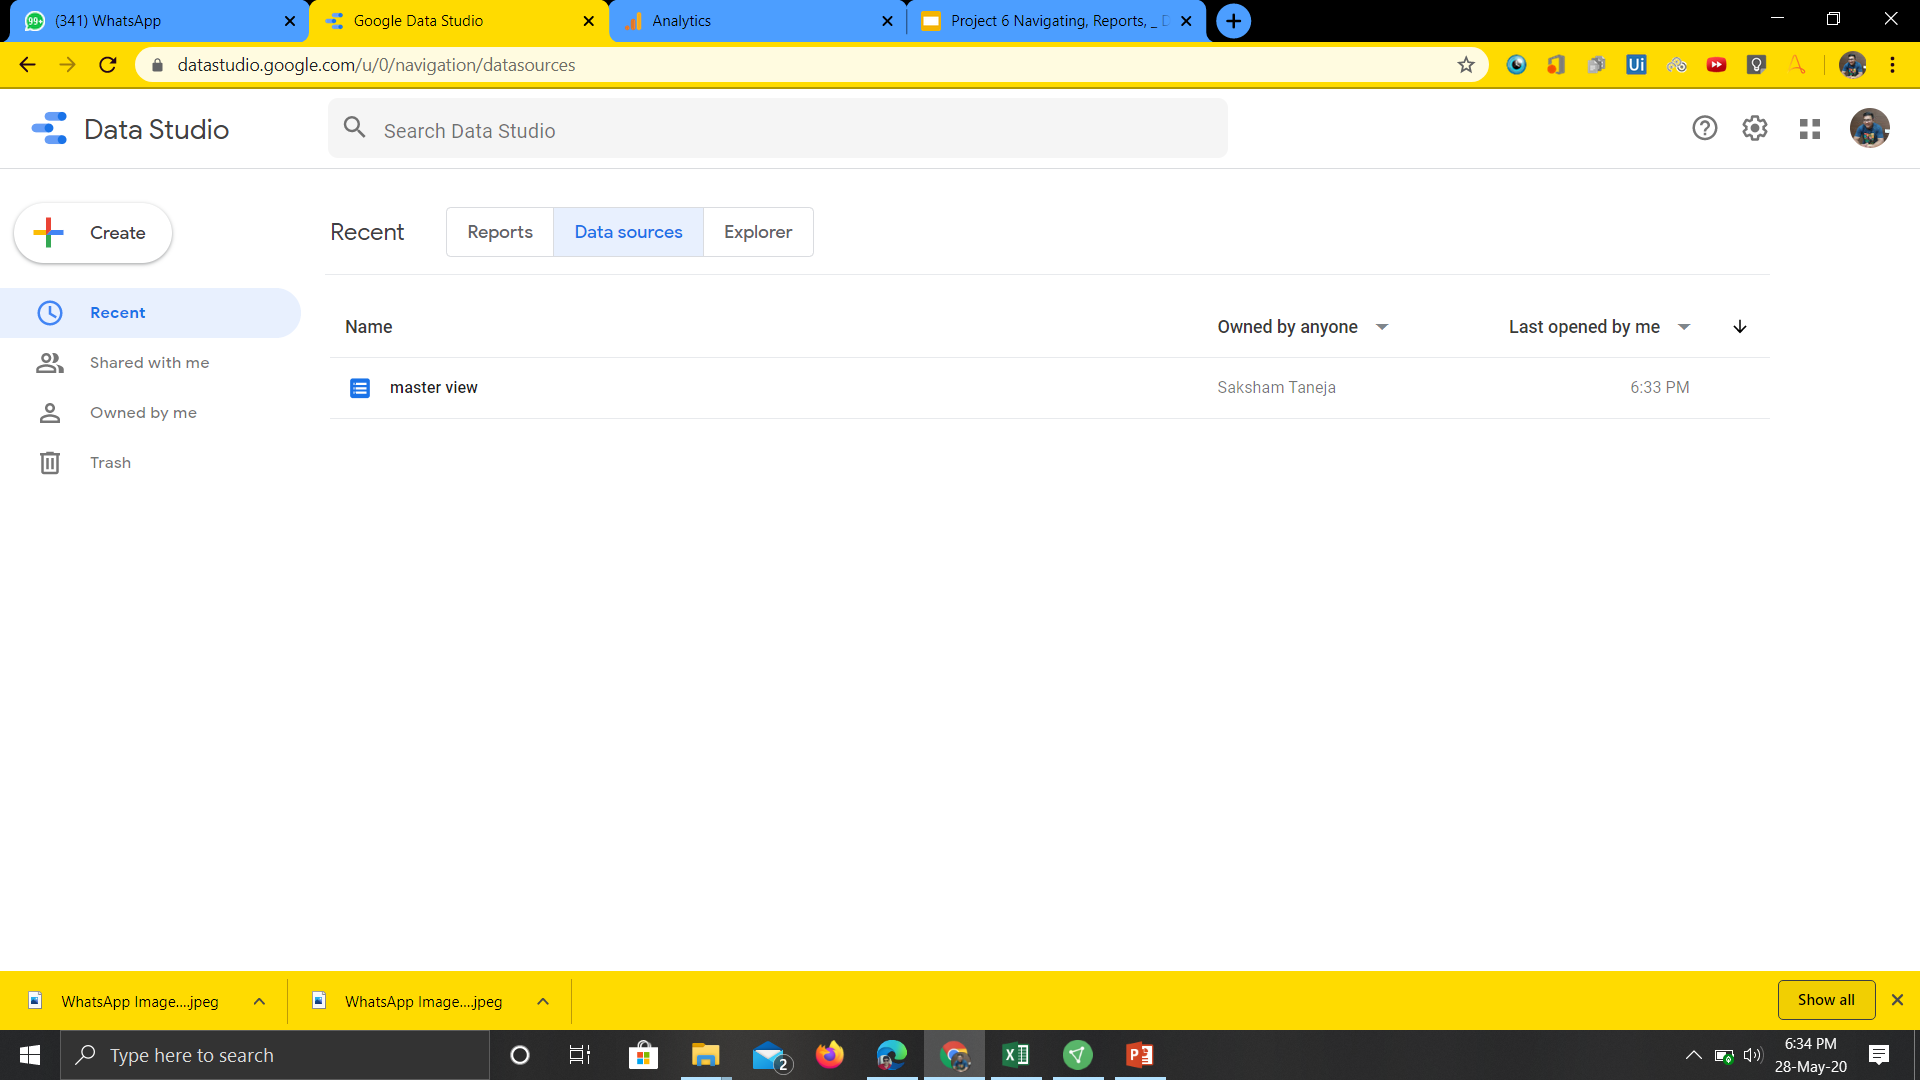 (341) WhatsApp
Google Data Studio
Analytics
Project 6 Navigating, Reports, _ D
datastudio.google.com/u/0/navigation/datasources
Ui
Data Studio
Search Data Studio
Create
Recent
Reports
Data sources
Explorer
Recent
Shared with me
Owned by me
Trash
Name
Owned by anyone
Last opened by me
master view
Saksham Taneja
6:33 PM
WhatsApp Image....jpeg
WhatsApp Image....jpeg
Show all
Type here to search
2
6:34 PM
28-May-20